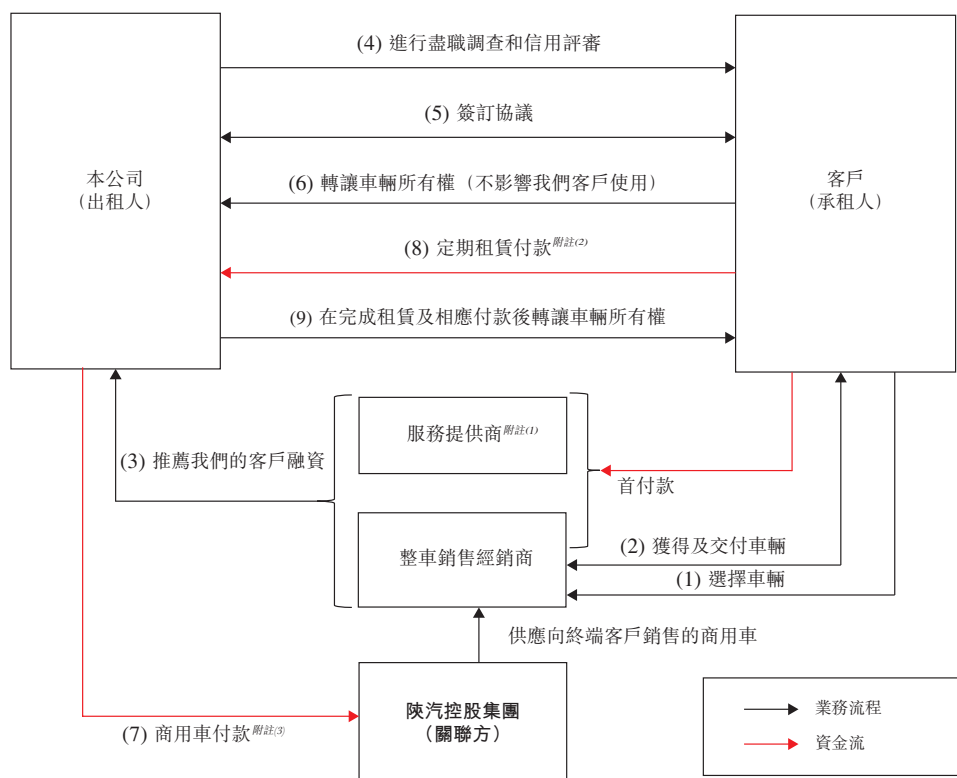 (4) 進行盡職調查和信用評審
(5) 簽訂協議
本公司
（出租人）
客戶
（承租人）
(6) 轉讓車輛所有權（不影響我們客戶使用）
(8) 定期租賃付款附註(2)
(9) 在完成租賃及相應付款後轉讓車輛所有權
服務提供商附註(1)
(3) 推薦我們的客戶融資
首付款
整車銷售經銷商
(2) 獲得及交付車輛
(1) 選擇車輛
供應向終端客戶銷售的商用車
陝汽控股集團
（關聯方）
(7) 商用車付款附註(3)
業務流程
資金流